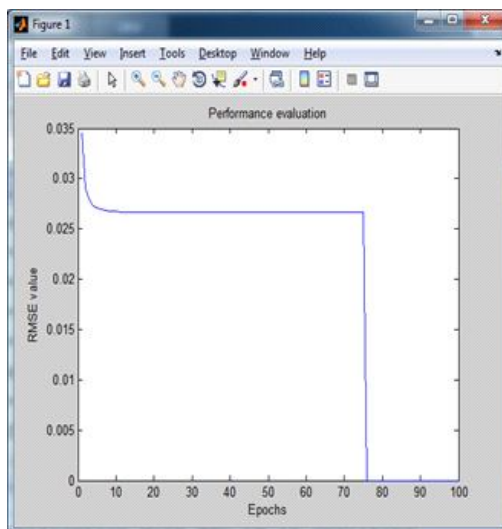 Figure 1
File Edit View Insert Tools Desktop Window Help
Performance evaluation
0.035
0.03
0.025
0.02
0.015
0.01
0.005
0
RMSE value
0 10 20 30 40 50 60 70 80 90 100
Epochs